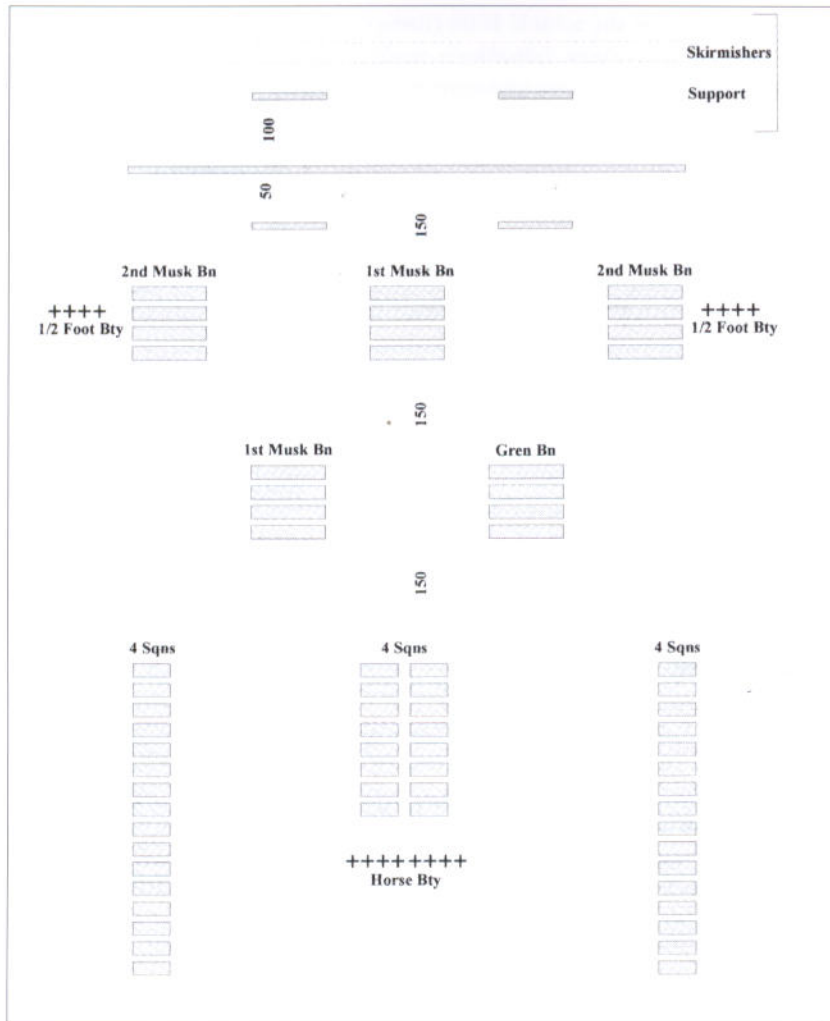 Skirmishers
Support
100
50
150
2nd Musk Bn
1st Musk Bn
2nd Musk Bn
++++
1/2 Foot Bty
++++
1/2 Foot Bty
150
1st Musk Bn
Gren Bn
150
4 Sqns
4 Sqns
4 Sqns
++++ ++++
Horse Bty